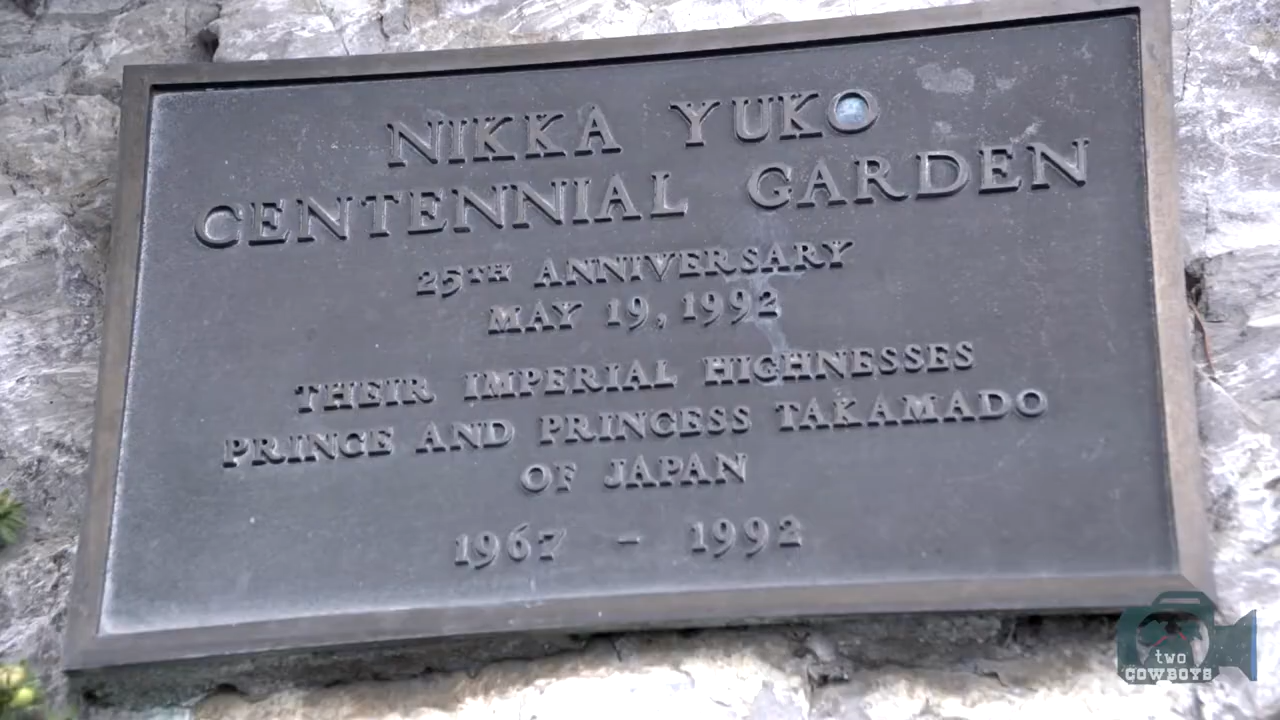 NIKKA YUKO
CENTENNIAL GARDEN
25TH ANNIVERSARY
MAY 19, 1992
THEIR IMPERIAL HIGHNESSES
PRINCE AND PRINCESS TAKAMADO
OF JAPAN
1967 - 1992
two
COWBOYS